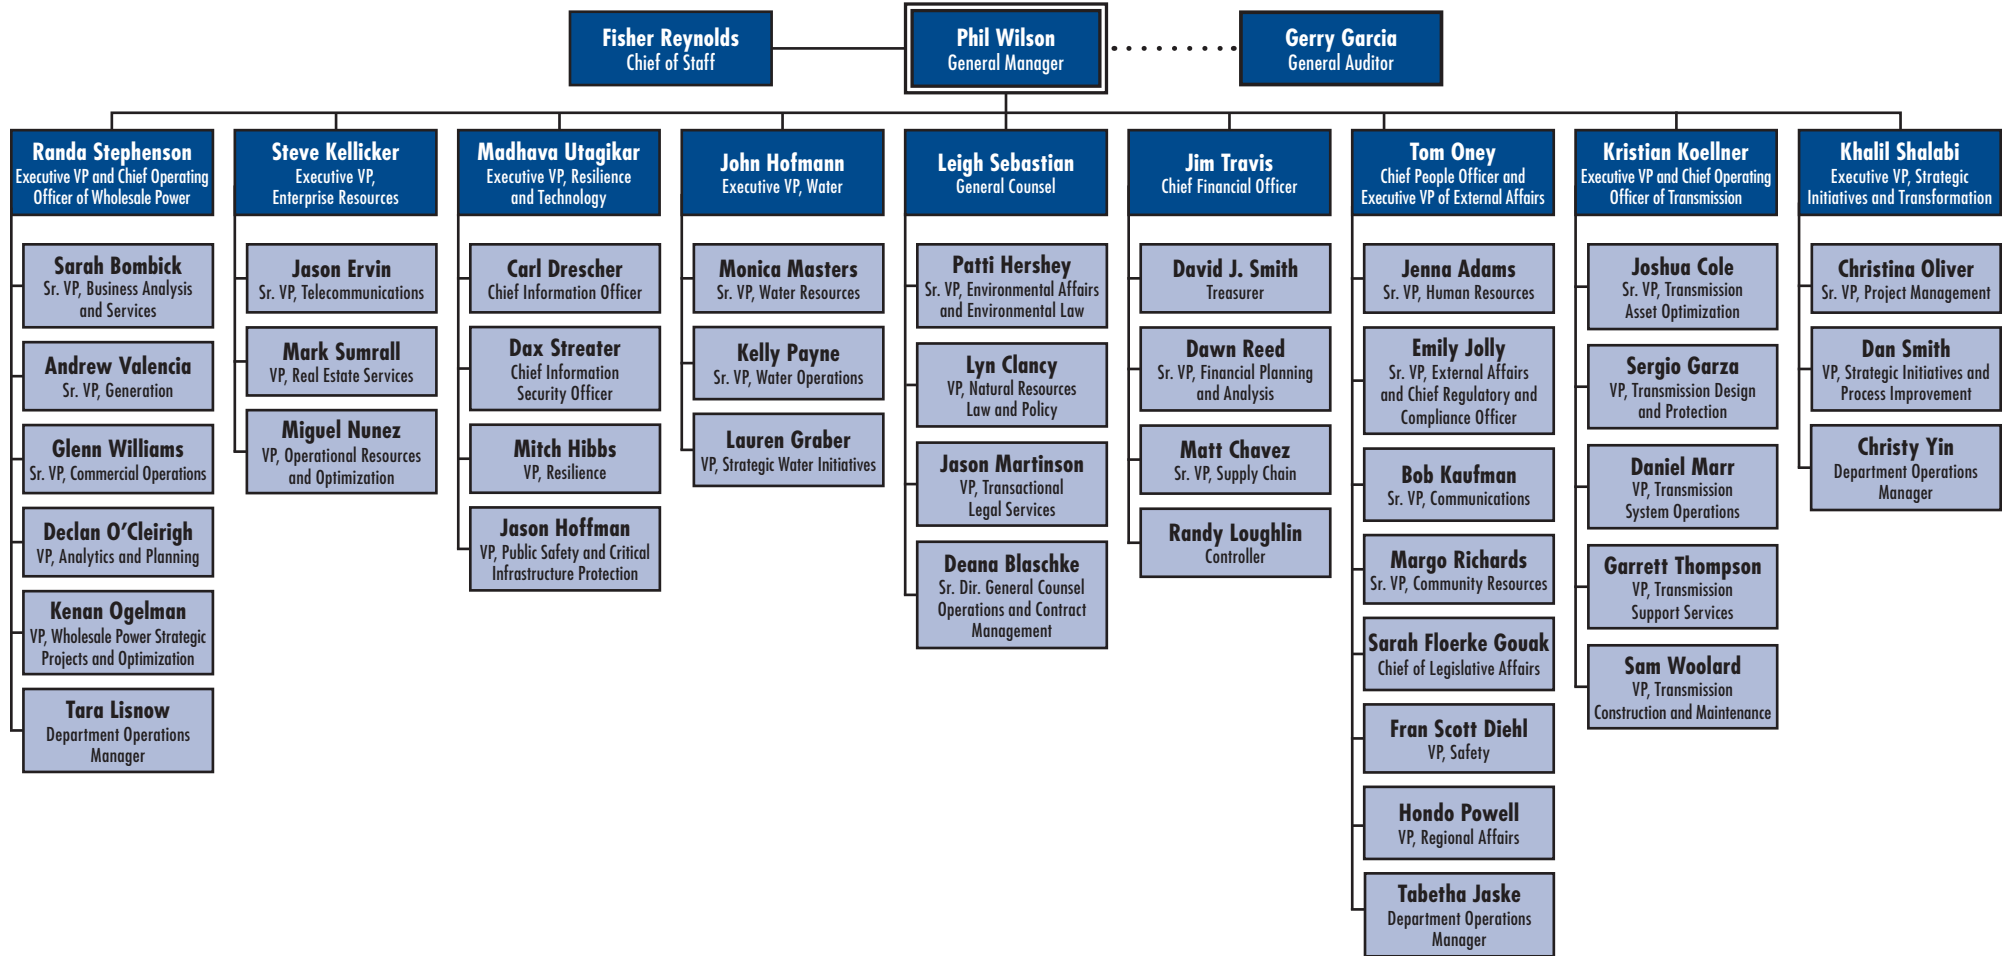 Fisher Reynolds
Chief of Staff
Phil Wilson
General Manager
Gerry Garcia
General Auditor
Randa Stephenson
Executive VP and Chief Operating
Officer of Wholesale Power
Sarah Bombick
Sr. VP, Business Analysis
and Services
Andrew Valencia
Sr. VP, Generation
Glenn Williams
Sr. VP, Commercial Operations
Declan O'Cleirigh
VP, Analytics and Planning
Kenan Ogelman
VP, Wholesale Power Strategic
Projects and Optimization
Tara Lisnow
Department Operations
Manager
Steve Kellicker
Executive VP,
Enterprise Resources
Jason Ervin
Sr. VP, Telecommunications
Mark Sumrall
VP, Real Estate Services
Miguel Nunez
VP, Operational Resources
and Optimization
Madhava Utagikar
Executive VP, Resilience
and Technology
Carl Drescher
Chief Information Officer
Dax Streater
Chief Information
Security Officer
Mitch Hibbs
VP, Resilience
Jason Hoffman
VP, Public Safety and Critical
Infrastructure Protection
John Hofmann
Executive VP, Water
Monica Masters
Sr. VP, Water Resources
Kelly Payne
Sr. VP, Water Operations
Lauren Graber
VP, Strategic Water Initiatives
Leigh Sebastian
General Counsel
Patti Hershey
Sr. VP, Environmental Affairs
and Environmental Law
Lyn Clancy
VP, Natural Resources
Law and Policy
Jason Martinson
VP, Transactional
Legal Services
Deana Blaschke
Sr. Dir. General Counsel
Operations and Contract
Management
Jim Travis
Chief Financial Officer
David J. Smith
Treasurer
Dawn Reed
Sr. VP, Financial Planning
and Analysis
Matt Chavez
Sr. VP, Supply Chain
Randy Loughlin
Controller
Tom Oney
Chief People Officer and
Executive VP of External Affairs
Jenna Adams
Sr. VP, Human Resources
Emily Jolly
Sr. VP, External Affairs
and Chief Regulatory and
Compliance Officer
Bob Kaufman
Sr. VP, Communications
Margo Richards
Sr. VP, Community Resources
Sarah Floerke Gouak
Chief of Legislative Affairs
Fran Scott Diehl
VP, Safety
Hondo Powell
VP, Regional Affairs
Tabetha Jaske
Department Operations
Manager
Kristian Koellner
Executive VP and Chief Operating
Officer of Transmission
Joshua Cole
Sr. VP, Transmission
Asset Optimization
Sergio Garza
VP, Transmission Design
and Protection
Daniel Marr
VP, Transmission
System Operations
Garrett Thompson
VP, Transmission
Support Services
Sam Woolard
VP, Transmission
Construction and Maintenance
Khalil Shalabi
Executive VP, Strategic
Initiatives and Transformation
Christina Oliver
Sr. VP, Project Management
Dan Smith
VP, Strategic Initiatives and
Process Improvement
Christy Yin
Department Operations
Manager